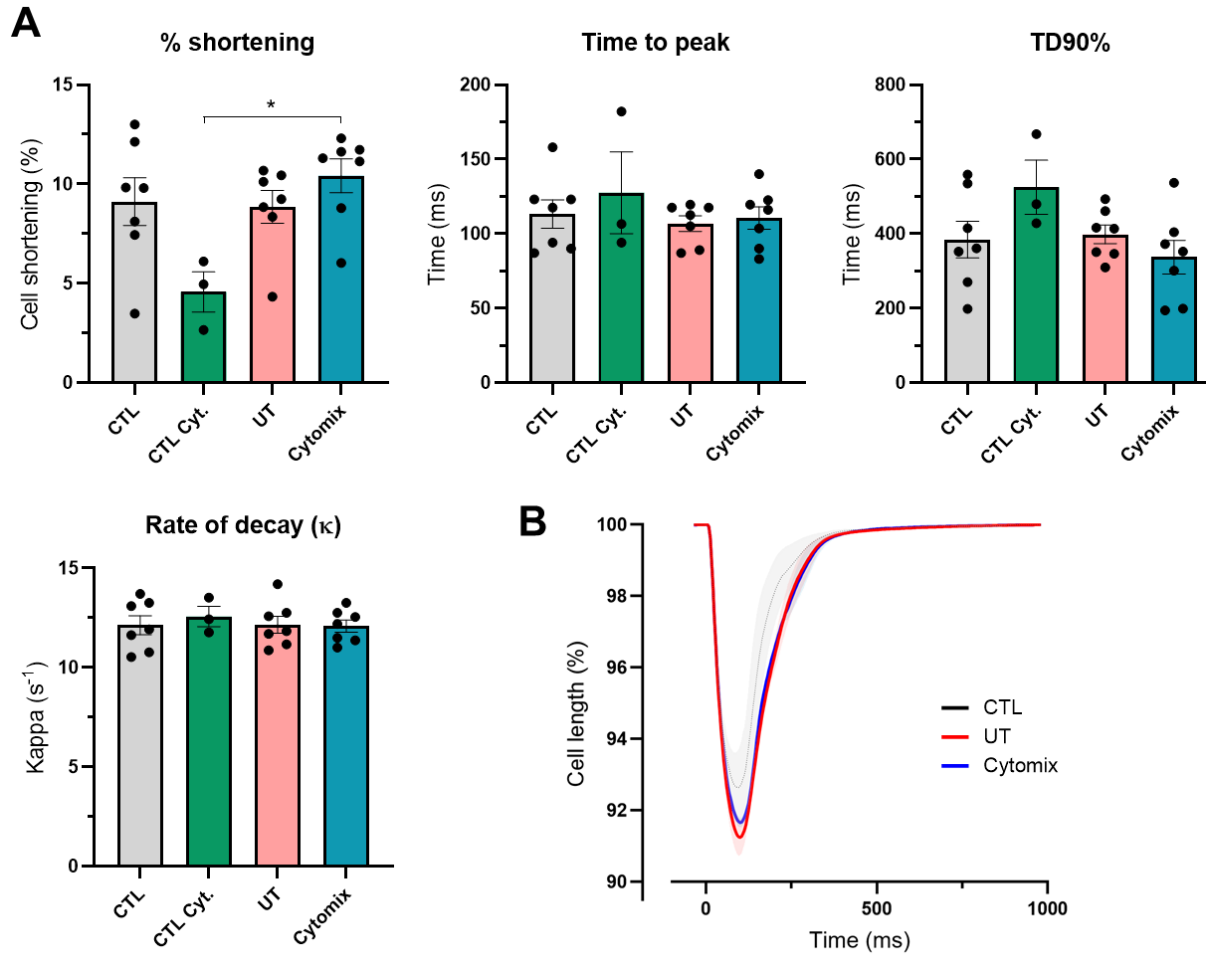 A
% shortening
Cell shortening (%)
15
10
5
0
*
CTL
CTL Cyt.
UT
Cytomix
Time to peak
Time (ms)
200
150
100
50
0
CTL
CTL Cyt.
UT
Cytomix
TD90%
Time (ms)
800
600
400
200
0
CTL
CTL Cyt.
UT
Cytomix
Rate of decay (κ)
Kappa (s⁻¹)
15
10
5
0
CTL
CTL Cyt.
UT
Cytomix
B
Cell length (%)
100
98
96
94
92
90
CTL
UT
Cytomix
0
500
1000
Time (ms)